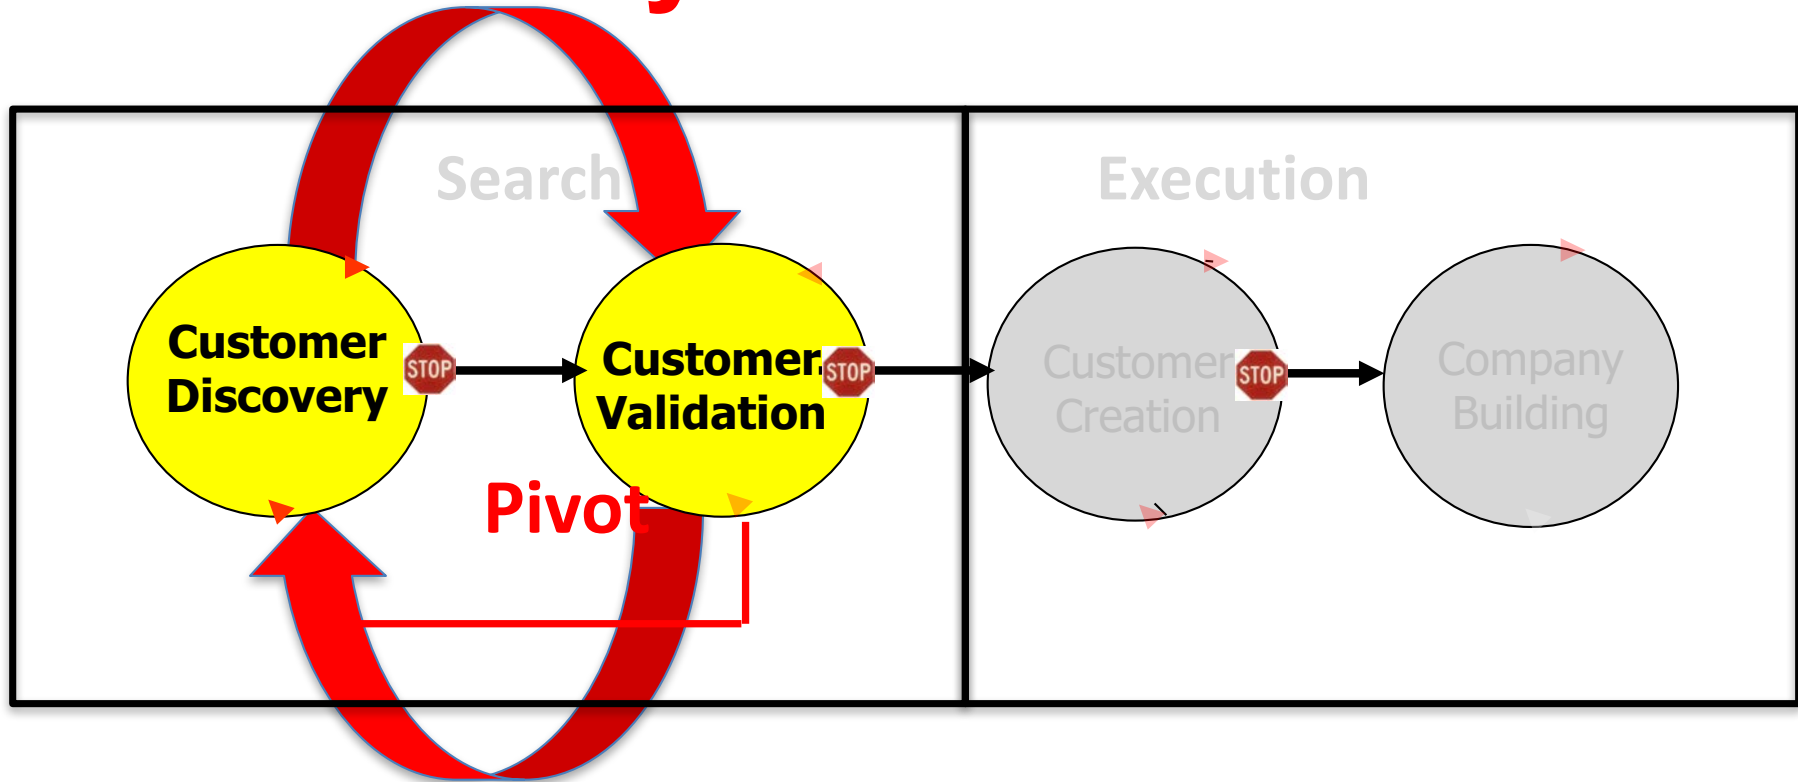 Search
Execution
Customer
Discovery
STOP
Customer
Validation
STOP
Customer
Creation
STOP
Company
Building
Pivot